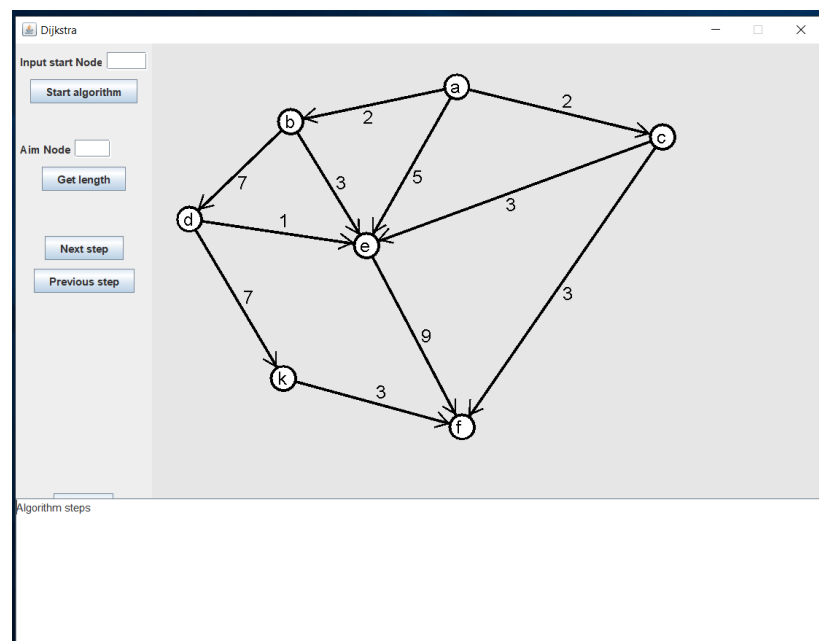 Dijkstra
Input start Node
Start algorithm
Aim Node
Get length
Next step
Previous step
a
2
2
b
c
7
3
5
3
d
1
e
7
3
9
k
3
f
Algorithm steps